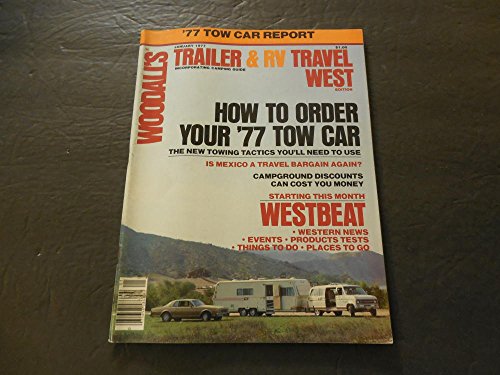 '77 TOW CAR REPORT
JANUARY 1977
$1.00
WOODALL'S
TRAILER & RV TRAVEL
INCORPORATING CAMPING GUIDE
WEST
EDITION
HOW TO ORDER
YOUR '77 TOW CAR
THE NEW TOWING TACTICS YOU'LL NEED TO USE
IS MEXICO A TRAVEL BARGAIN AGAIN?
CAMPGROUND DISCOUNTS
CAN COST YOU MONEY
STARTING THIS MONTH
WESTBEAT
• WESTERN NEWS
• EVENTS • PRODUCTS TESTS
• THINGS TO DO • PLACES TO GO